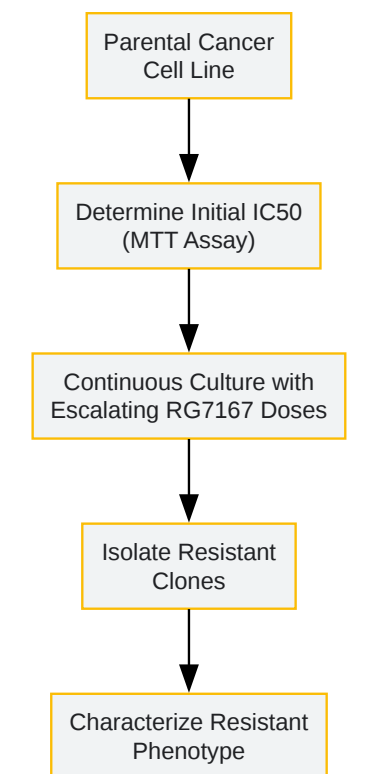 Parental Cancer
Cell Line
Determine Initial IC50
(MTT Assay)
Continuous Culture with
Escalating RG7167 Doses
Isolate Resistant
Clones
Characterize Resistant
Phenotype